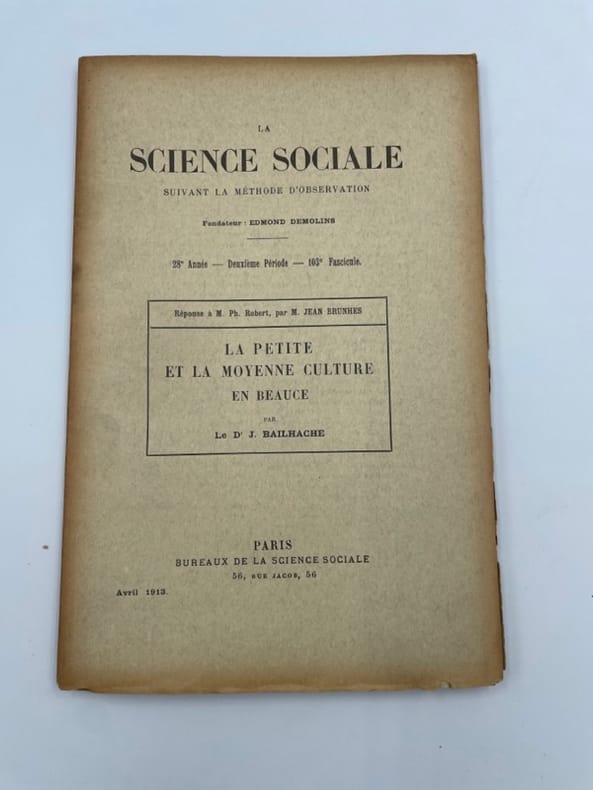 LA
SCIENCE SOCIALE
SUIVANT LA MÉTHODE D'OBSERVATION
Fondateur : EDMOND DEMOLINS
28e Année — Deuxième Période — 103e Fascicule.
Réponse à M. Ph. Robert, par M. JEAN BRUNHES
LA PETITE
ET LA MOYENNE CULTURE
EN BEAUCE
PAR
Le Dr J. BAILHACHE
PARIS
BUREAUX DE LA SCIENCE SOCIALE
56, RUE JACOB, 56
Avril 1913.